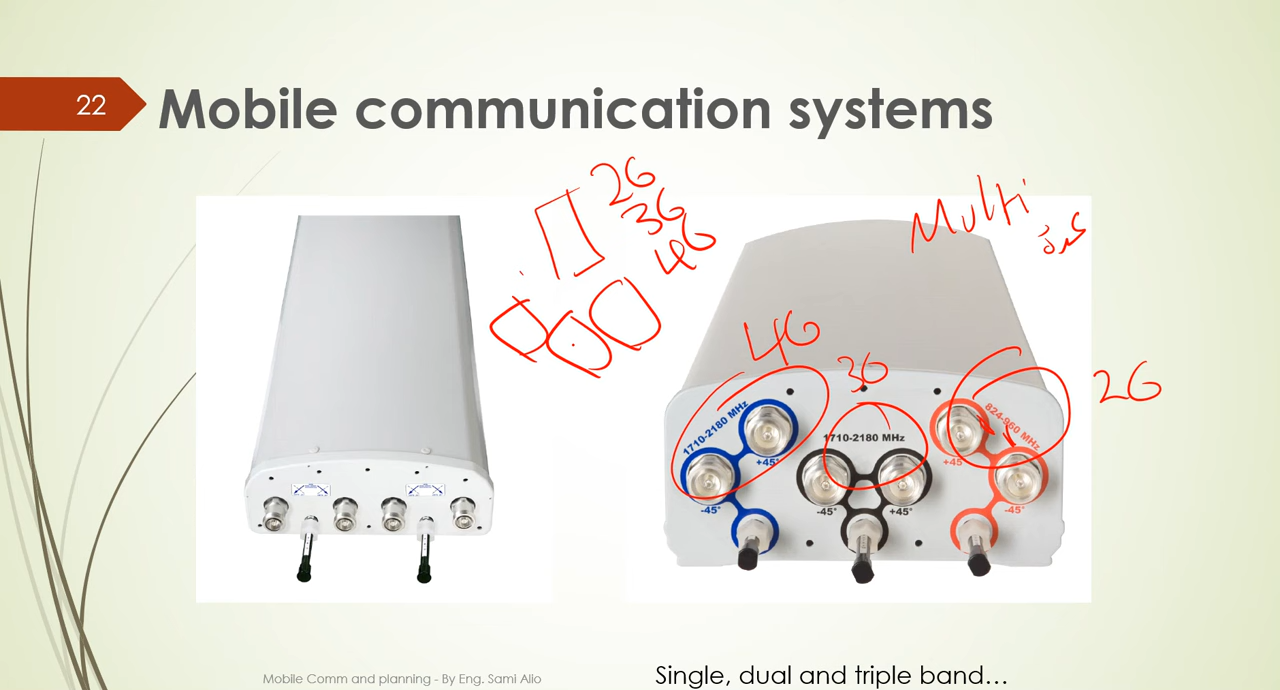 22
Mobile communication systems
2G
3G
4G
Multi
4G
3G
2G
1710-2180 MHz
1710-2180 MHz
824-960 MHz
+45°
-45°
-45°
+45°
+45°
-45°
Mobile Comm and planning - By Eng. Sami Alio
Single, dual and triple band...